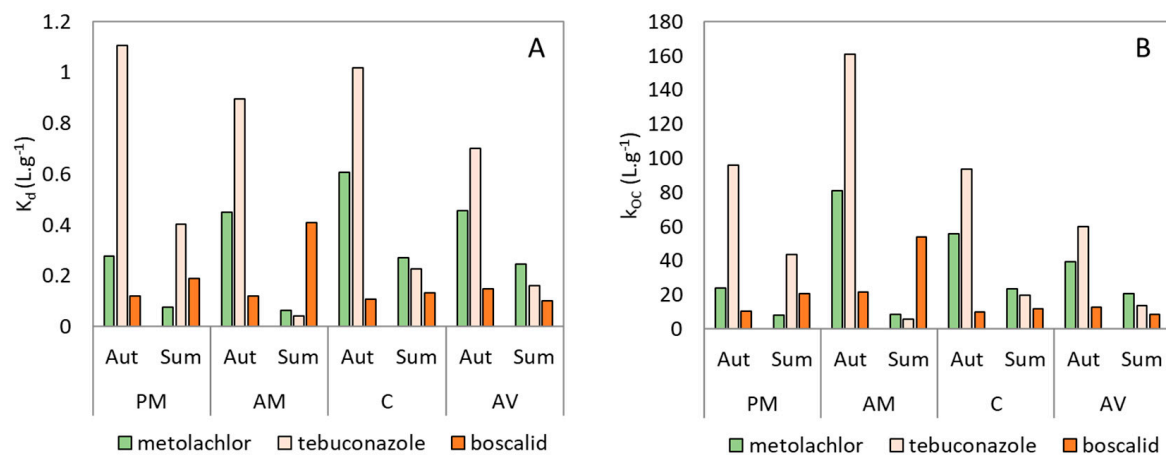 A
K_d (L.g⁻¹)
1.2
1
0.8
0.6
0.4
0.2
0
Aut Sum Aut Sum Aut Sum Aut Sum
PM AM C AV
metolachlor tebuconazole boscalid
B
k_OC (L.g⁻¹)
180
160
140
120
100
80
60
40
20
0
Aut Sum Aut Sum Aut Sum Aut Sum
PM AM C AV
metolachlor tebuconazole boscalid